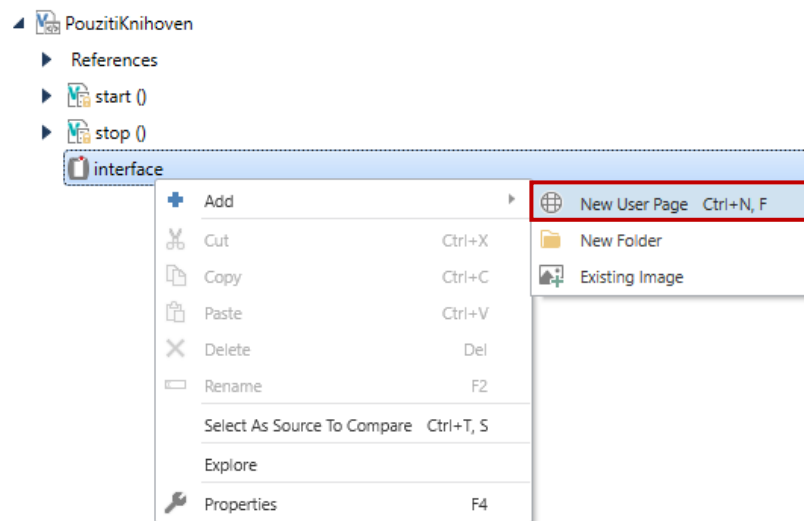 PouzitiKnihoven
References
start ()
stop ()
interface
Add
New User Page Ctrl+N, F
Cut Ctrl+X
New Folder
Copy Ctrl+C
Existing Image
Paste Ctrl+V
Delete Del
Rename F2
Select As Source To Compare Ctrl+T, S
Explore
Properties F4